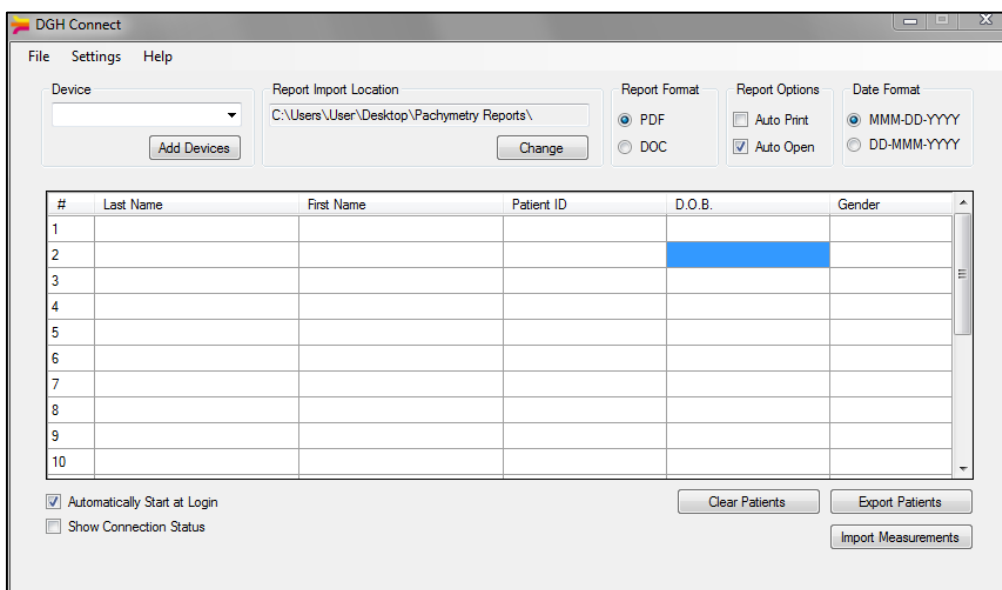 DGH Connect
File Settings Help
Device
Add Devices
Report Import Location
C:\Users\User\Desktop\Pachymetry Reports\
Change
Report Format
PDF
DOC
Report Options
Auto Print
Auto Open
Date Format
MMM-DD-YYYY
DD-MMM-YYYY
# Last Name First Name Patient ID D.O.B. Gender
1
2
3
4
5
6
7
8
9
10
Automatically Start at Login
Show Connection Status
Clear Patients
Export Patients
Import Measurements